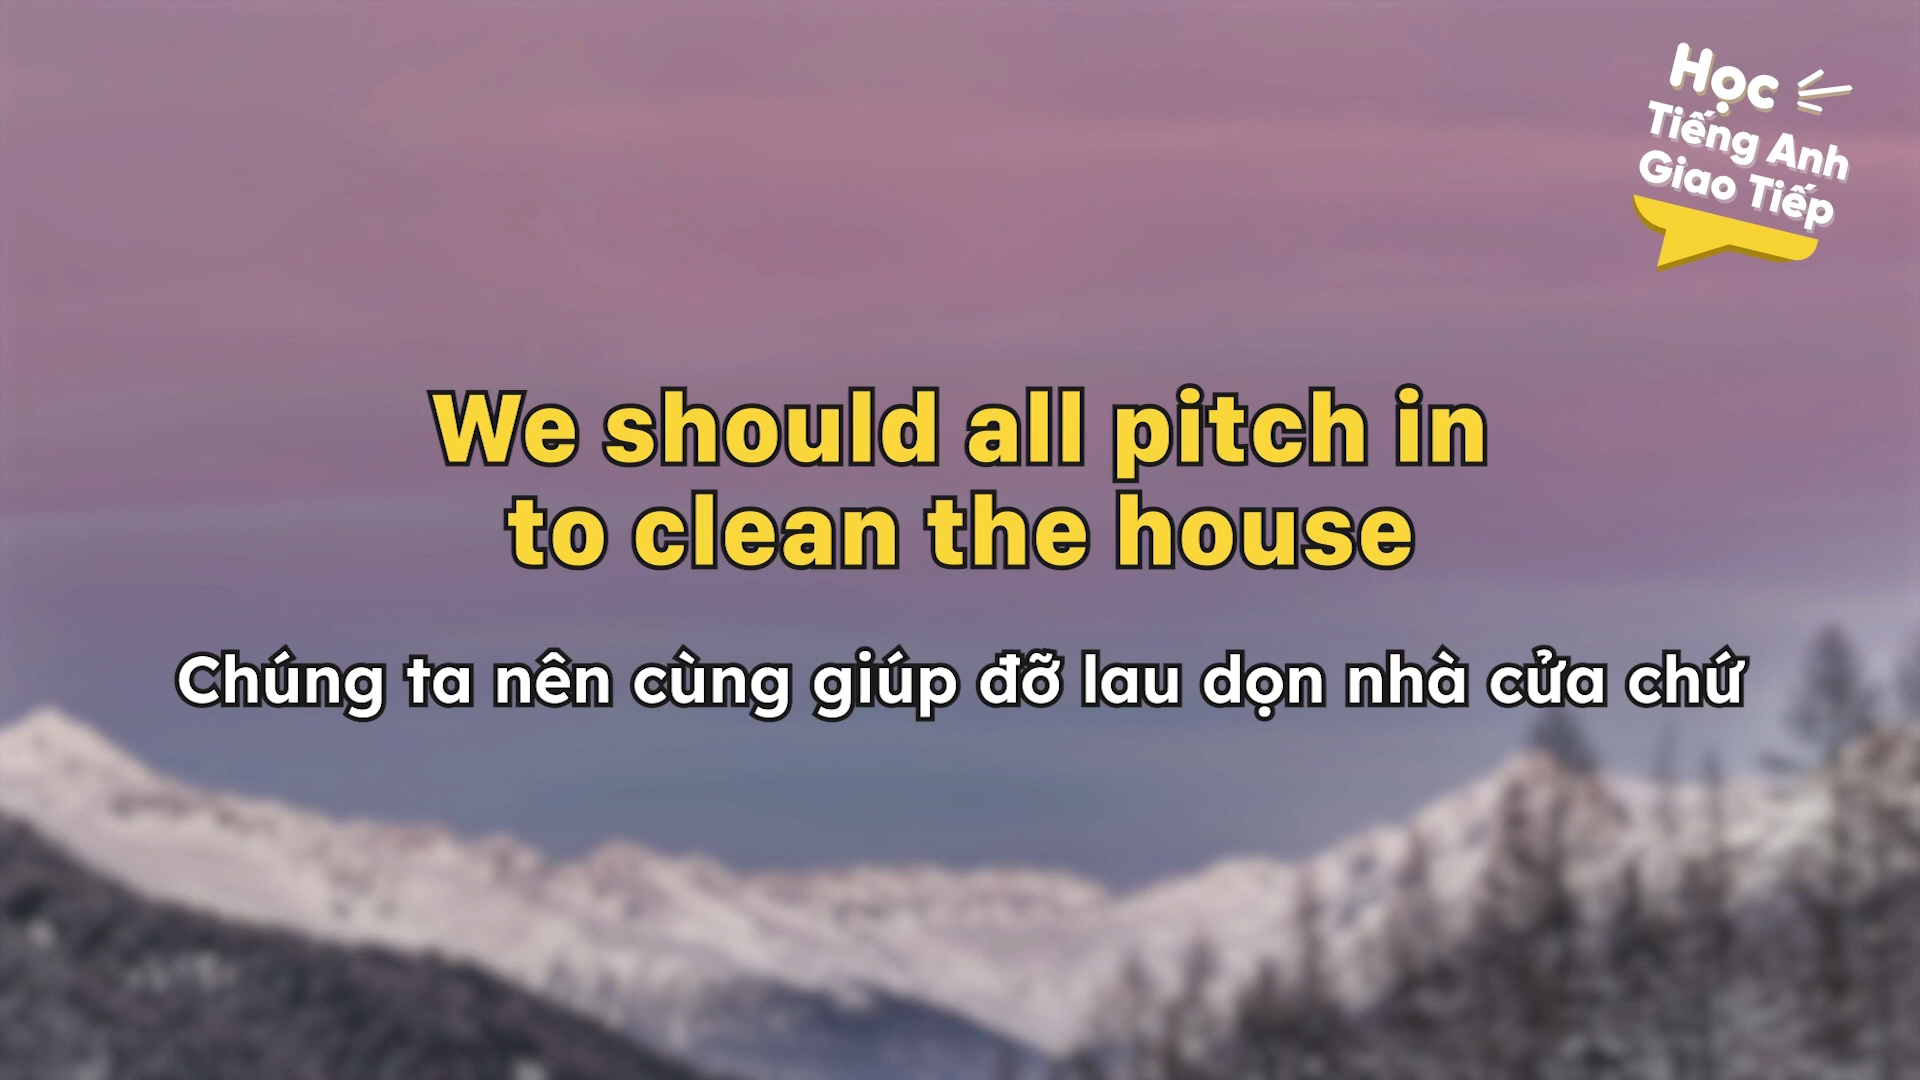 Học
Tiếng Anh
Giao Tiếp
We should all pitch in
to clean the house
Chúng ta nên cùng giúp đỡ lau dọn nhà cửa chứ